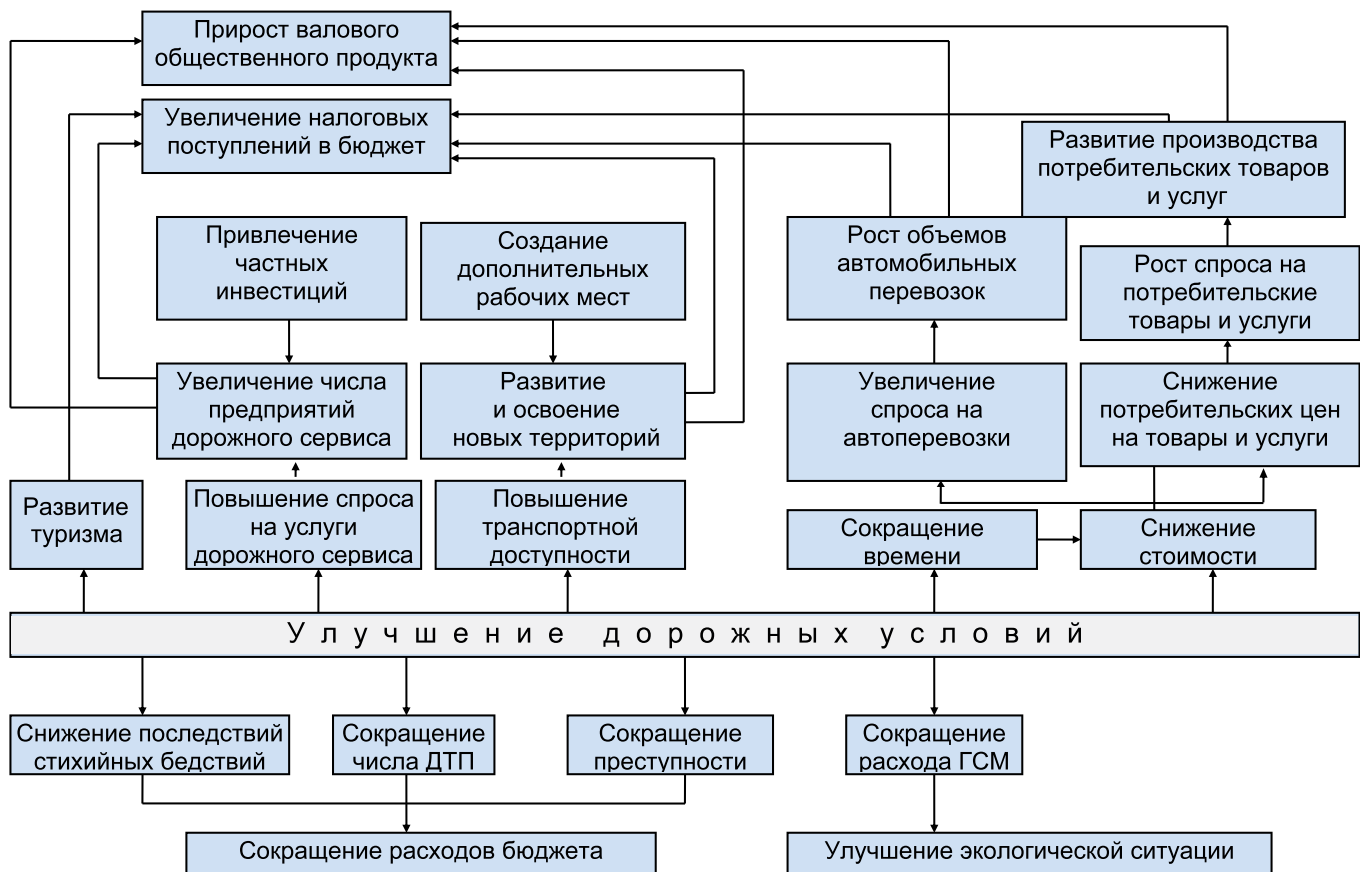 Прирост валового
общественного продукта
Увеличение налоговых
поступлений в бюджет
Развитие производства
потребительских товаров
и услуг
Привлечение
частных
инвестиций
Создание
дополнительных
рабочих мест
Рост объемов
автомобильных
перевозок
Рост спроса на
потребительские
товары и услуги
Увеличение числа
предприятий
дорожного сервиса
Развитие
и освоение
новых территорий
Увеличение
спроса на
автоперевозки
Снижение
потребительских цен
на товары и услуги
Развитие
туризма
Повышение спроса
на услуги
дорожного сервиса
Повышение
транспортной
доступности
Сокращение
времени
Снижение
стоимости
Улучшение дорожных условий
Снижение последствий
стихийных бедствий
Сокращение
числа ДТП
Сокращение
преступности
Сокращение
расхода ГСМ
Сокращение расходов бюджета
Улучшение экологической ситуации